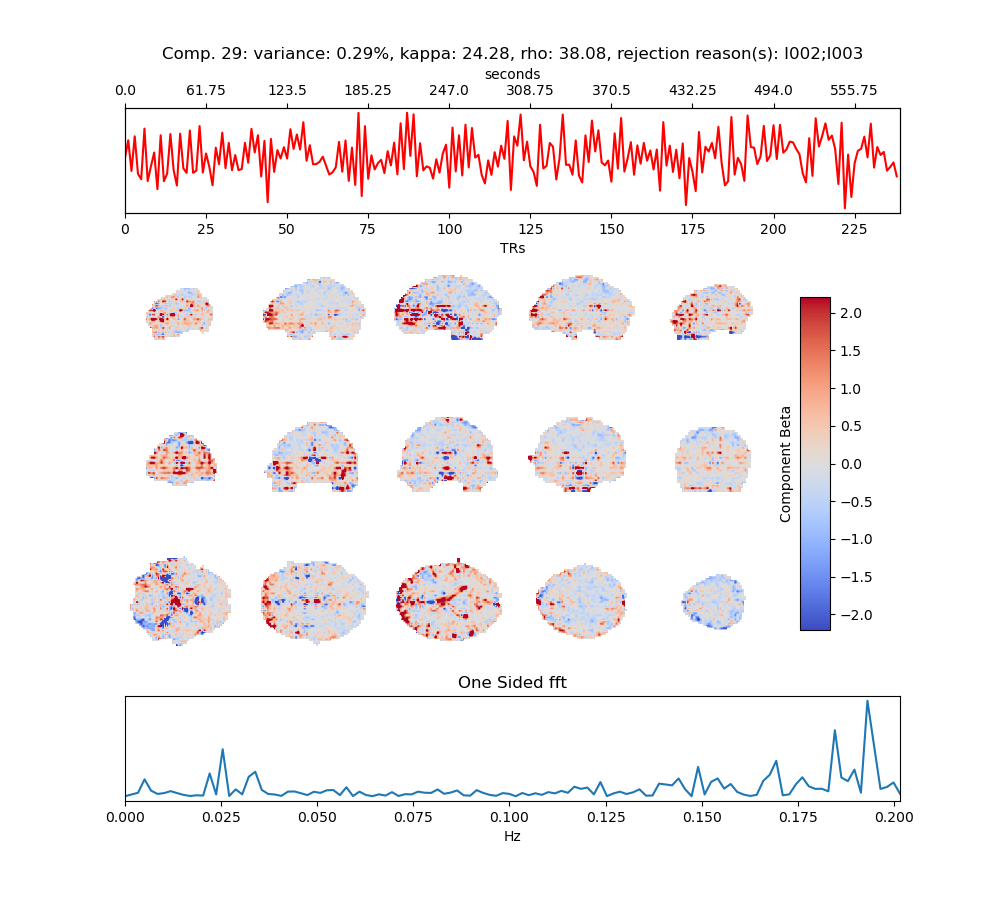 Comp. 29: variance: 0.29%, kappa: 24.28, rho: 38.08, rejection reason(s): I002;I003
seconds
0.0 61.75 123.5 185.25 247.0 308.75 370.5 432.25 494.0 555.75
0 25 50 75 100 125 150 175 200 225
TRs
Component Beta
2.0
1.5
1.0
0.5
0.0
−0.5
−1.0
−1.5
−2.0
One Sided fft
0.000 0.025 0.050 0.075 0.100 0.125 0.150 0.175 0.200
Hz